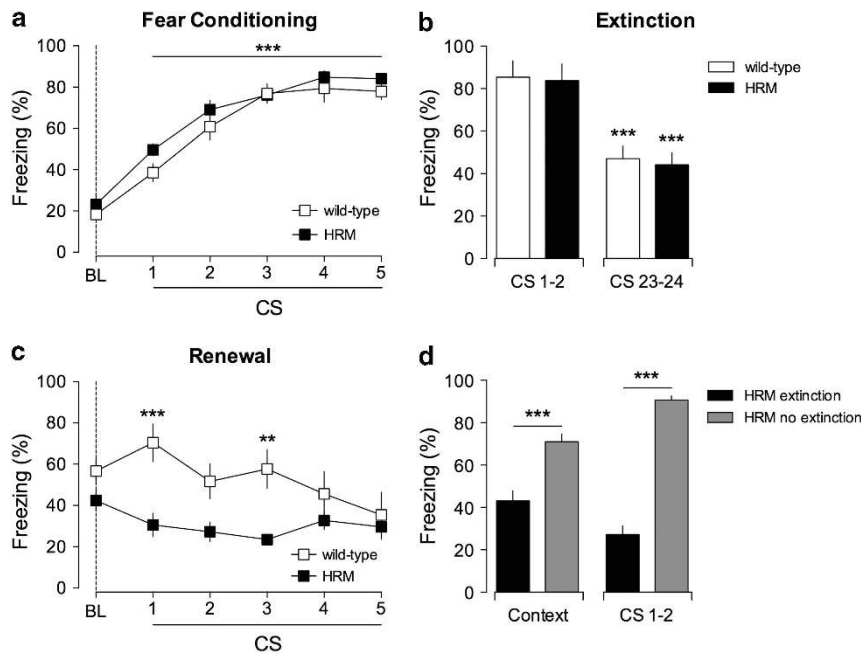 a
Fear Conditioning
***
100
80
60
40
20
0
Freezing (%)
wild-type
HRM
BL
1
2
3
4
5
CS
b
Extinction
100
80
60
40
80
0
Freezing (%)
***
***
wild-type
HRM
CS 1-2
CS 23-24
c
Renewal
100
80
60
40
20
0
Freezing (%)
***
**
wild-type
HRM
BL
1
2
3
4
5
CS
d
100
80
60
40
20
0
Freezing (%)
***
***
HRM extinction
HRM no extinction
Context
CS 1-2